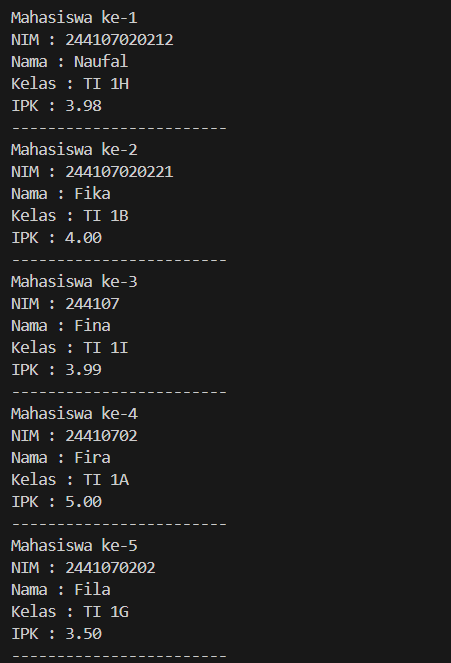 Mahasiswa ke-1
NIM : 244107020212
Nama : Naufal
Kelas : TI 1H
IPK : 3.98
------------------------
Mahasiswa ke-2
NIM : 244107020221
Nama : Fika
Kelas : TI 1B
IPK : 4.00
------------------------
Mahasiswa ke-3
NIM : 244107
Nama : Fina
Kelas : TI 1I
IPK : 3.99
------------------------
Mahasiswa ke-4
NIM : 24410702
Nama : Fira
Kelas : TI 1A
IPK : 5.00
------------------------
Mahasiswa ke-5
NIM : 2441070202
Nama : Fila
Kelas : TI 1G
IPK : 3.50
------------------------